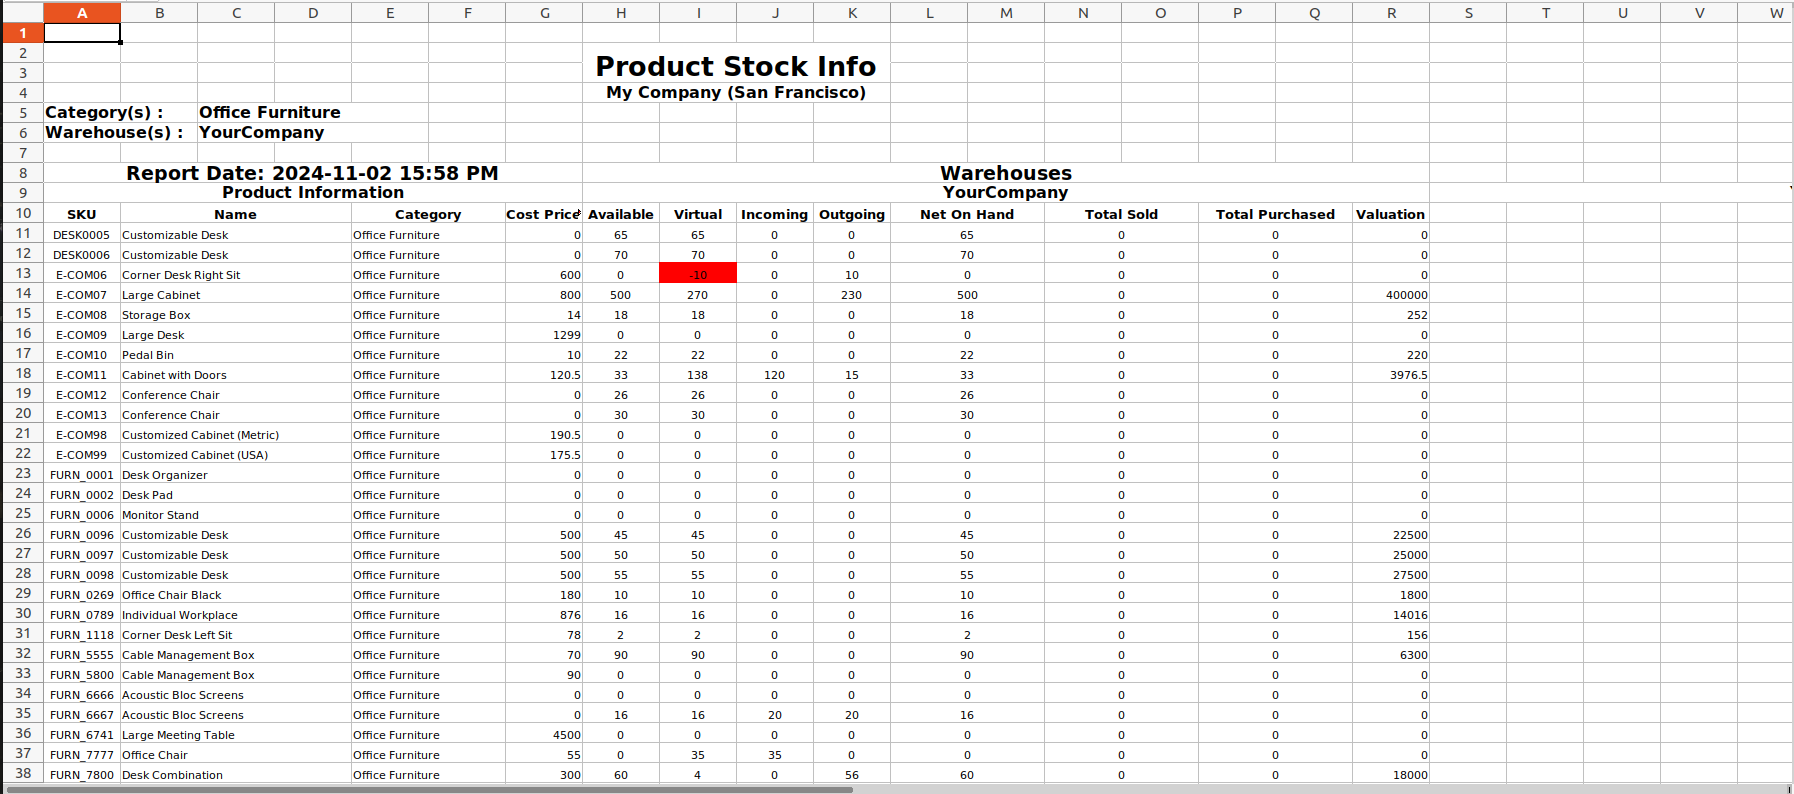 A B C D E F G H I J K L M N O P Q R S T U V W
1
2
3 Product Stock Info
4 My Company (San Francisco)
5 Category(s) : Office Furniture
6 Warehouse(s) : YourCompany
7
8 Report Date: 2024-11-02 15:58 PM Warehouses
9 Product Information YourCompany
10 SKU Name Category Cost Price Available Virtual Incoming Outgoing Net On Hand Total Sold Total Purchased Valuation
11 DESK0005 Customizable Desk Office Furniture 0 65 65 0 0 65 0 0 0
12 DESK0006 Customizable Desk Office Furniture 0 70 70 0 0 70 0 0 0
13 E-COM06 Corner Desk Right Sit Office Furniture 600 0 -10 0 10 0 0 0 0
14 E-COM07 Large Cabinet Office Furniture 800 500 270 0 230 500 0 0 400000
15 E-COM08 Storage Box Office Furniture 14 18 18 0 0 18 0 0 252
16 E-COM09 Large Desk Office Furniture 1299 0 0 0 0 0 0 0 0
17 E-COM10 Pedal Bin Office Furniture 10 22 22 0 0 22 0 0 220
18 E-COM11 Cabinet with Doors Office Furniture 120.5 33 138 120 15 33 0 0 3976.5
19 E-COM12 Conference Chair Office Furniture 0 26 26 0 0 26 0 0 0
20 E-COM13 Conference Chair Office Furniture 0 30 30 0 0 30 0 0 0
21 E-COM98 Customized Cabinet (Metric) Office Furniture 190.5 0 0 0 0 0 0 0 0
22 E-COM99 Customized Cabinet (USA) Office Furniture 175.5 0 0 0 0 0 0 0 0
23 FURN_0001 Desk Organizer Office Furniture 0 0 0 0 0 0 0 0 0
24 FURN_0002 Desk Pad Office Furniture 0 0 0 0 0 0 0 0 0
25 FURN_0006 Monitor Stand Office Furniture 0 0 0 0 0 0 0 0 0
26 FURN_0096 Customizable Desk Office Furniture 500 45 45 0 0 45 0 0 22500
27 FURN_0097 Customizable Desk Office Furniture 500 50 50 0 0 50 0 0 25000
28 FURN_0098 Customizable Desk Office Furniture 500 55 55 0 0 55 0 0 27500
29 FURN_0269 Office Chair Black Office Furniture 180 10 10 0 0 10 0 0 1800
30 FURN_0789 Individual Workplace Office Furniture 876 16 16 0 0 16 0 0 14016
31 FURN_1118 Corner Desk Left Sit Office Furniture 78 2 2 0 0 2 0 0 156
32 FURN_5555 Cable Management Box Office Furniture 70 90 90 0 0 90 0 0 6300
33 FURN_5800 Cable Management Box Office Furniture 90 0 0 0 0 0 0 0 0
34 FURN_6666 Acoustic Bloc Screens Office Furniture 0 0 0 0 0 0 0 0 0
35 FURN_6667 Acoustic Bloc Screens Office Furniture 0 16 16 20 20 16 0 0 0
36 FURN_6741 Large Meeting Table Office Furniture 4500 0 0 0 0 0 0 0 0
37 FURN_7777 Office Chair Office Furniture 55 0 35 35 0 0 0 0 0
38 FURN_7800 Desk Combination Office Furniture 300 60 4 0 56 60 0 0 18000